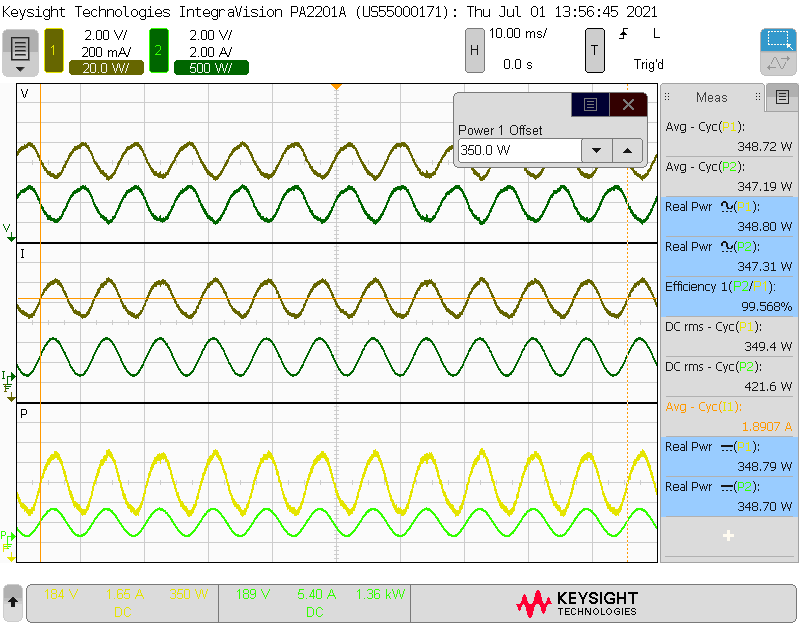 Keysight Technologies IntegraVision PA2201A (US55000171): Thu Jul 01 13:56:45 2021
1 2.00 V/ 200 mA/ 20.0 W/
2 2.00 V/ 2.00 A/ 500 W/
H 10.00 ms/ 0.0 s
T L Trig'd
V
Power 1 Offset
350.0 W
V
I
I
P
P
Meas
Avg - Cyc(P1):
348.72 W
Avg - Cyc(P2):
347.19 W
Real Pwr (P1):
348.80 W
Real Pwr (P2):
347.31 W
Efficiency 1(P2/P1):
99.568%
DC rms - Cyc(P1):
349.4 W
DC rms - Cyc(P2):
421.6 W
Avg - Cyc(I1):
1.8907 A
Real Pwr (P1):
348.79 W
Real Pwr (P2):
348.70 W
184 V 1.65 A 350 W
DC
189 V 5.40 A 1.36 kW
DC
KEYSIGHT
TECHNOLOGIES